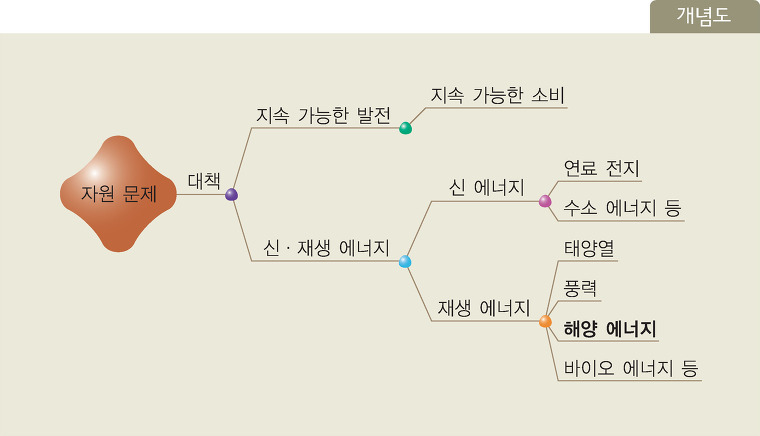 개념도
자원 문제
대책
지속 가능한 발전
지속 가능한 소비
신·재생 에너지
신 에너지
연료 전지
수소 에너지 등
재생 에너지
태양열
풍력
해양 에너지
바이오 에너지 등